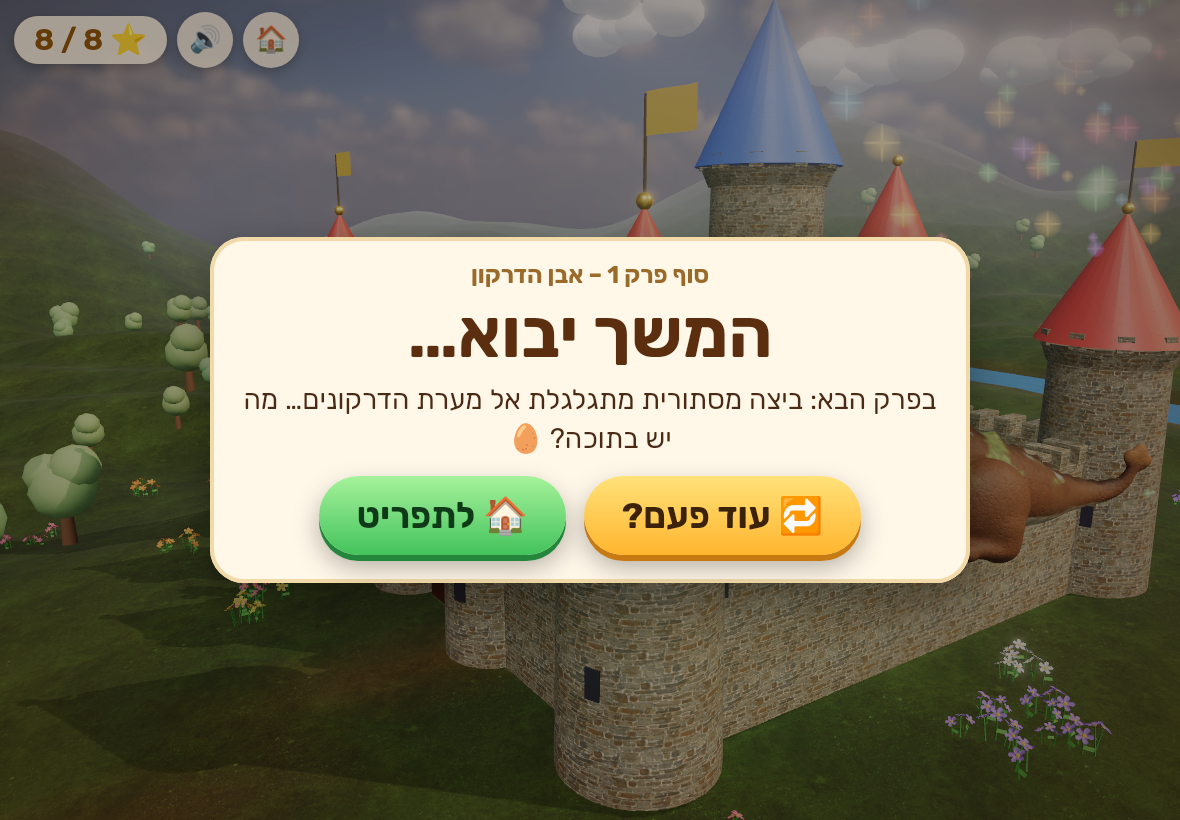 8 / 8 ⭐
סוף פרק 1 – אבן הדרקון
המשך יבוא...
בפרק הבא: ביצה מסתורית מתגלגלת אל מערת הדרקונים... מה
יש בתוכה? 🥚
🔁 עוד פעם?
🏠 לתפריט